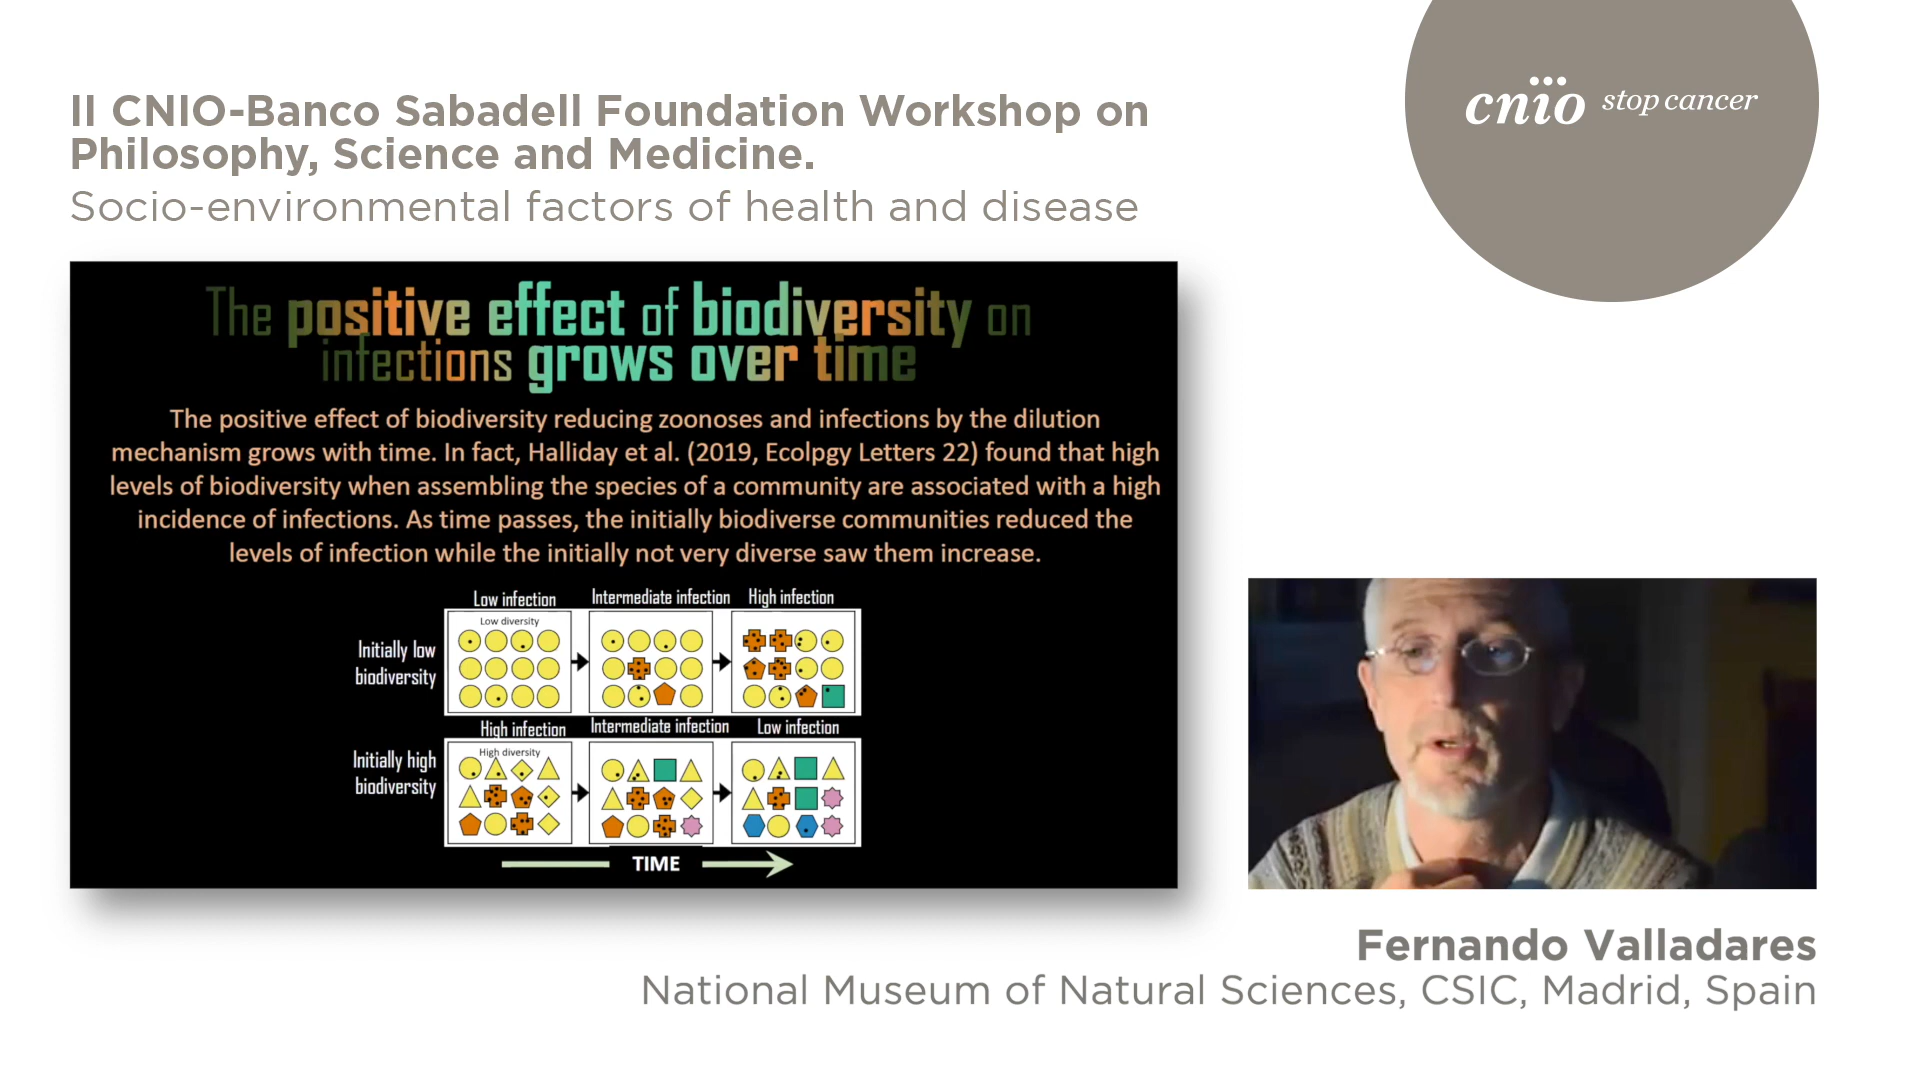 II CNIO-Banco Sabadell Foundation Workshop on
Philosophy, Science and Medicine.
Socio-environmental factors of health and disease
cnio stop cancer
The positive effect of biodiversity on
infections grows over time
The positive effect of biodiversity reducing zoonoses and infections by the dilution
mechanism grows with time. In fact, Halliday et al. (2019, Ecolpgy Letters 22) found that high
levels of biodiversity when assembling the species of a community are associated with a high
incidence of infections. As time passes, the initially biodiverse communities reduced the
levels of infection while the initially not very diverse saw them increase.
Low infection Intermediate infection High infection
Low diversity
Initially low
biodiversity
High infection Intermediate infection Low infection
High diversity
Initially high
biodiversity
TIME
Fernando Valladares
National Museum of Natural Sciences, CSIC, Madrid, Spain